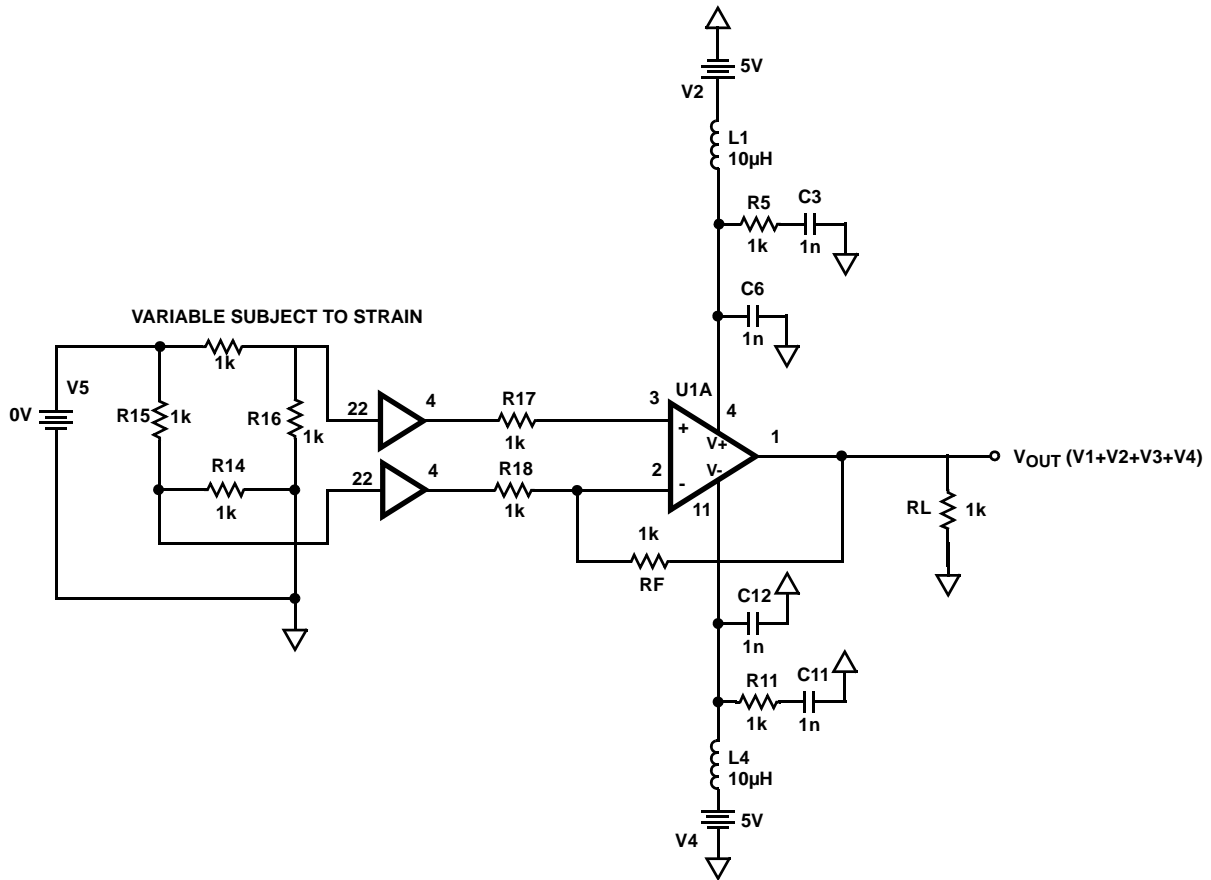 5V
V2
L1
10µH
R5
C3
1k
1n
C6
1n
VARIABLE SUBJECT TO STRAIN
1k
V5
0V
R15
1k
R16
1k
R14
1k
22
4
R17
1k
22
4
R18
1k
U1A
3
+
4
V+
1
2
-
V-
11
VOUT (V1+V2+V3+V4)
RL
1k
1k
RF
C12
1n
R11
C11
1k
1n
L4
10µH
5V
V4